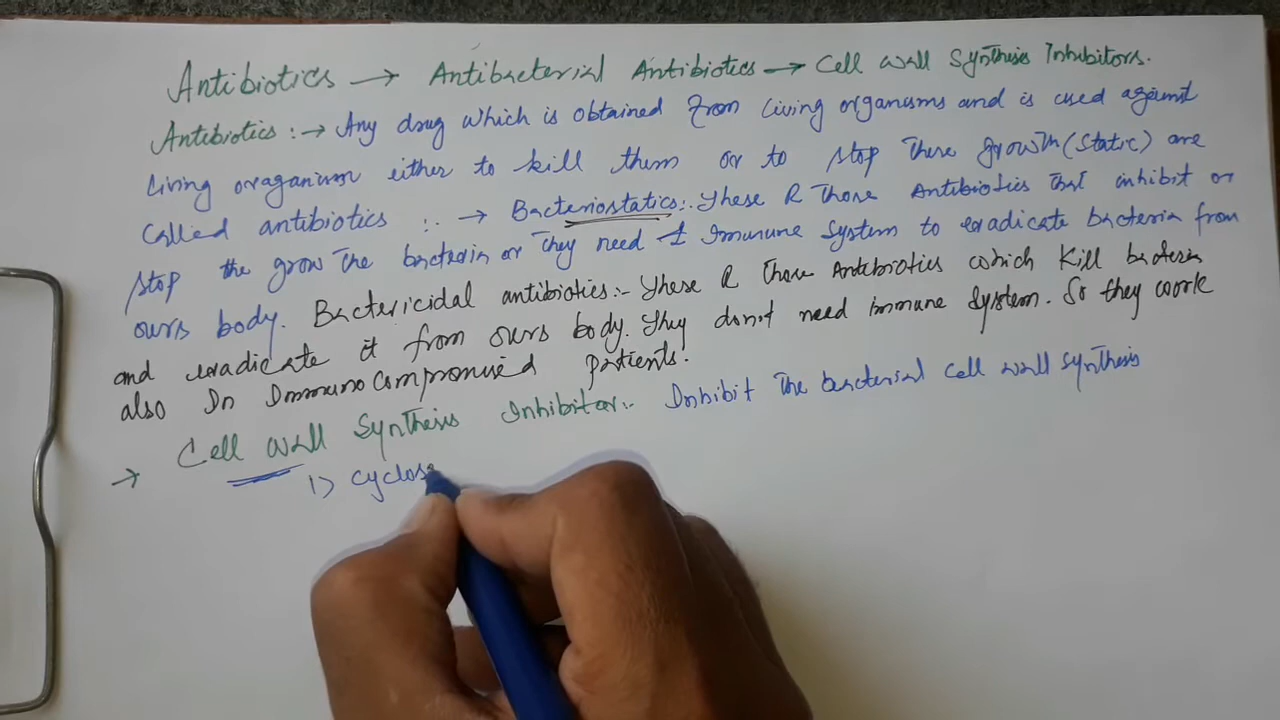 Antibiotics → Antibacterial Antibiotics → Cell wall Synthesis Inhibitors.
Antibiotics :→ Any drug which is obtained from living organisms and is used against
living oraganism either to kill them or to stop there growth (static) are
called antibiotics :. → Bacteriostatics:. These R those Antibiotics that inhibit or
stop the grow the bacteria or they need I immune system to eradicate bacteria from
ours body. Bactericidal antibiotics:- These R those Antibiotics which kill bacteria
and eradicate it from ours body. They donot need immune system. So they work
also In Immuno compromised patients.
→ Cell wall Synthesis Inhibitor:- Inhibit the bacterial cell wall synthesis
1) Cyclos